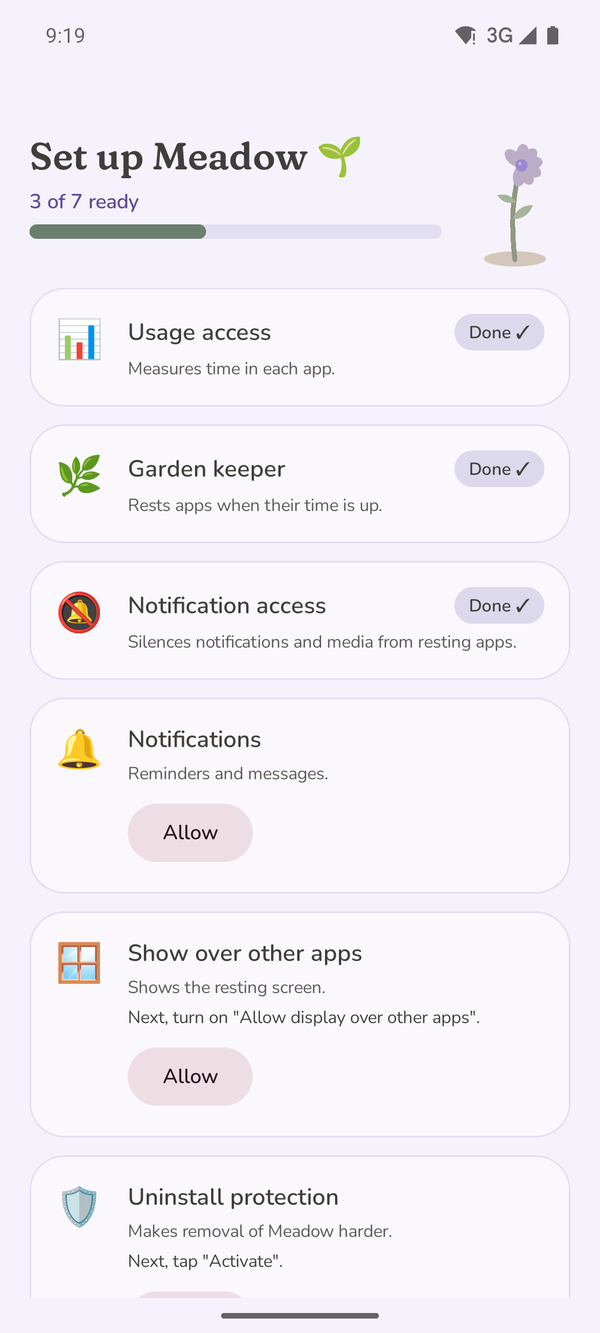 9:19
3G
Set up Meadow 🌱
3 of 7 ready
Usage access
Done ✓
Measures time in each app.
Garden keeper
Done ✓
Rests apps when their time is up.
Notification access
Done ✓
Silences notifications and media from resting apps.
Notifications
Reminders and messages.
Allow
Show over other apps
Shows the resting screen.
Next, turn on "Allow display over other apps".
Allow
Uninstall protection
Makes removal of Meadow harder.
Next, tap "Activate".